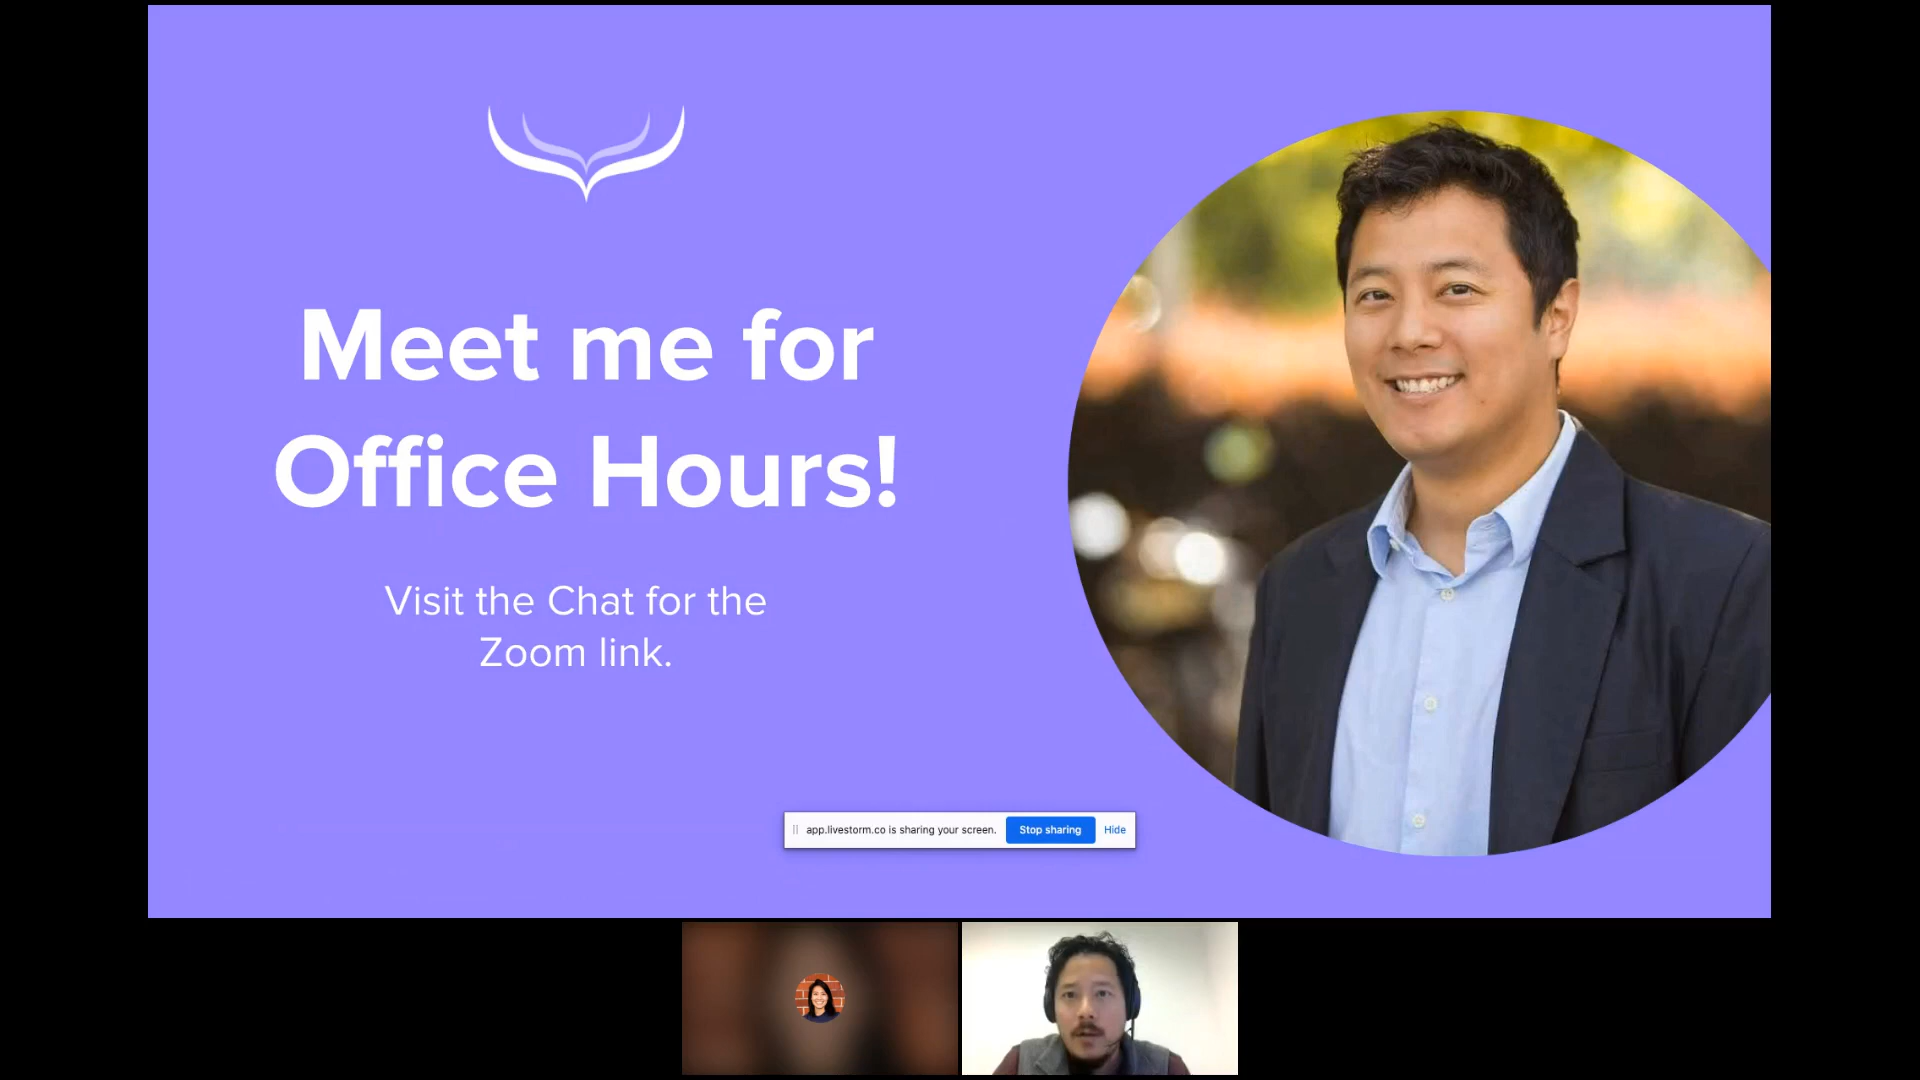 Meet me for
Office Hours!
Visit the Chat for the
Zoom link.
app.livestorm.co is sharing your screen. Stop sharing Hide